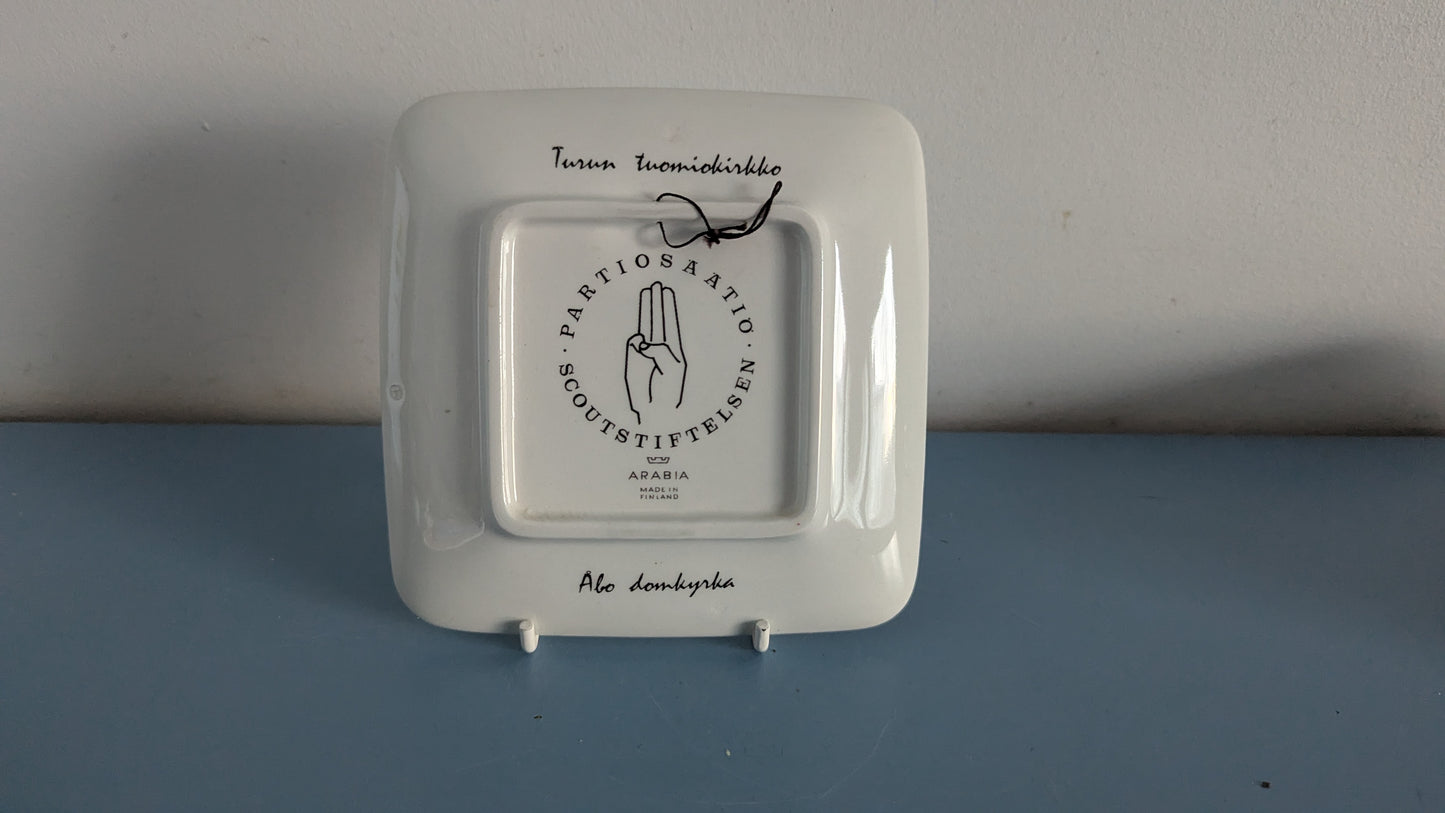 Turun tuomiokirkko
· PARTIOSÄÄTIÖ ·
SCOUTSTIFTELSEN
ARABIA
MADE IN
FINLAND
Åbo domkyrka